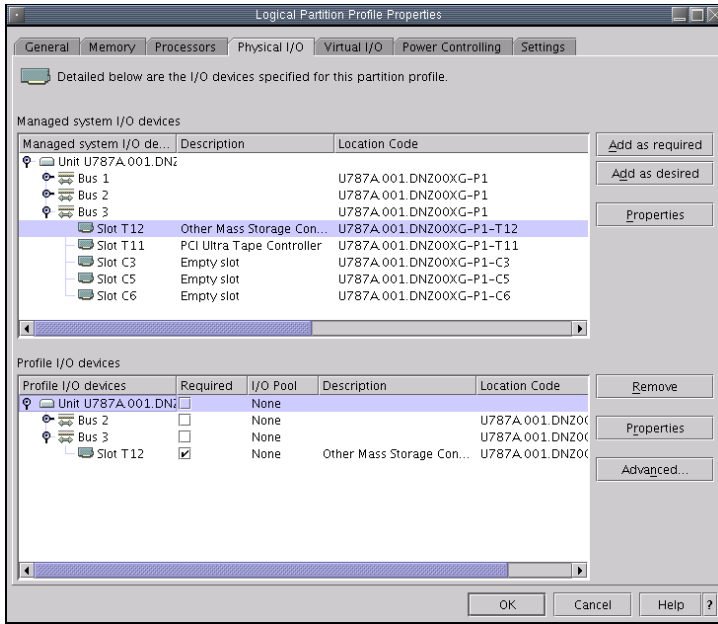 Logical Partition Profile Properties
General Memory Processors Physical I/O Virtual I/O Power Controlling Settings
Detailed below are the I/O devices specified for this partition profile.
Managed system I/O devices
Managed system I/O de... Description Location Code
Unit U787A.001.DNZ
Bus 1 U787A.001.DNZ00XG-P1
Bus 2 U787A.001.DNZ00XG-P1
Bus 3 U787A.001.DNZ00XG-P1
Slot T12 Other Mass Storage Con... U787A.001.DNZ00XG-P1-T12
Slot T11 PCI Ultra Tape Controller U787A.001.DNZ00XG-P1-T11
Slot C3 Empty slot U787A.001.DNZ00XG-P1-C3
Slot C5 Empty slot U787A.001.DNZ00XG-P1-C5
Slot C6 Empty slot U787A.001.DNZ00XG-P1-C6
Add as required
Add as desired
Properties
Profile I/O devices
Profile I/O devices Required I/O Pool Description Location Code
Unit U787A.001.DNZ None
Bus 2 None U787A.001.DNZ00
Bus 3 None U787A.001.DNZ00
Slot T12 None Other Mass Storage Con... U787A.001.DNZ00
Remove
Properties
Advanced...
OK Cancel Help ?